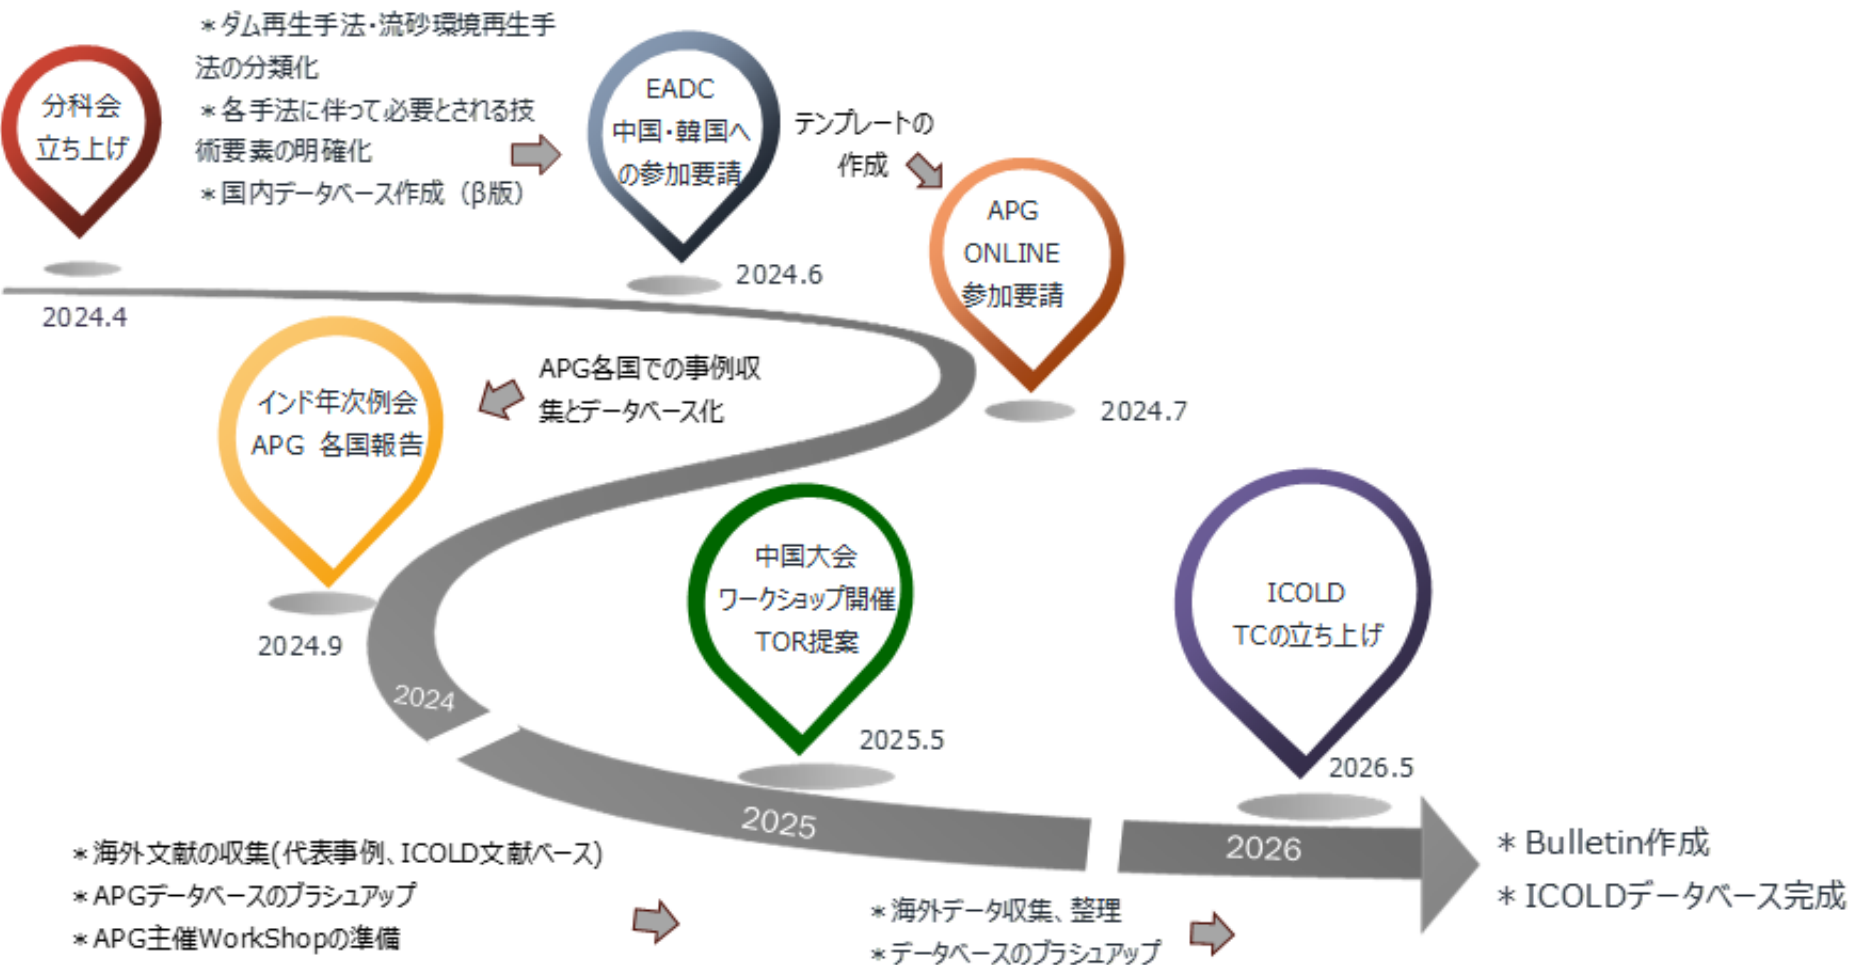 分科会
立ち上げ
2024.4
＊ダム再生手法・流砂環境再生手
法の分類化
＊各手法に伴って必要とされる技
術要素の明確化
＊国内データベース作成（β版）
EADC
中国・韓国へ
の参加要請
2024.6
テンプレートの
作成
APG
ONLINE
参加要請
2024.7
APG各国での事例収
集とデータベース化
インド年次例会
APG 各国報告
2024.9
2024
＊海外文献の収集(代表事例、ICOLD文献ベース)
＊APGデータベースのブラシュアップ
＊APG主催WorkShopの準備
中国大会
ワークショップ開催
TOR提案
2025.5
2025
＊海外データ収集、整理
＊データベースのブラシュアップ
ICOLD
TCの立ち上げ
2026.5
2026
＊Bulletin作成
＊ICOLDデータベース完成